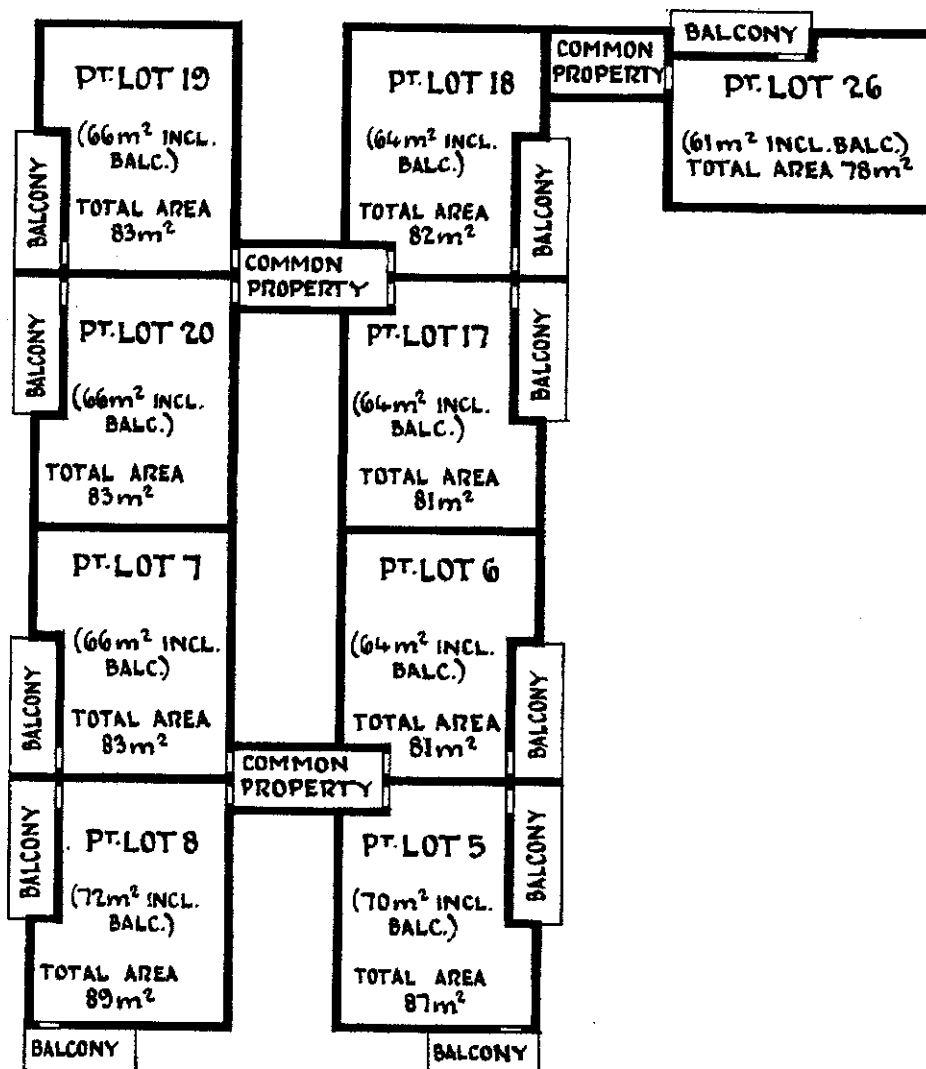 PT. LOT 19
(66m² INCL.
BALC.)
TOTAL AREA
83m²
BALCONY
PT. LOT 18
(64m² INCL.
BALC.)
TOTAL AREA
82m²
BALCONY
COMMON
PROPERTY
BALCONY
PT. LOT 26
(61m² INCL. BALC.)
TOTAL AREA 78m²
COMMON
PROPERTY
BALCONY
PT. LOT 20
(66m² INCL.
BALC.)
TOTAL AREA
83m²
PT. LOT 17
(64m² INCL.
BALC.)
TOTAL AREA
81m²
BALCONY
PT. LOT 7
(66m² INCL.
BALC.)
TOTAL AREA
83m²
BALCONY
PT. LOT 6
(64m² INCL.
BALC.)
TOTAL AREA
81m²
BALCONY
COMMON
PROPERTY
BALCONY
PT. LOT 8
(72m² INCL.
BALC.)
TOTAL AREA
89m²
BALCONY
PT. LOT 5
(70m² INCL.
BALC.)
TOTAL AREA
87m²
BALCONY
BALCONY